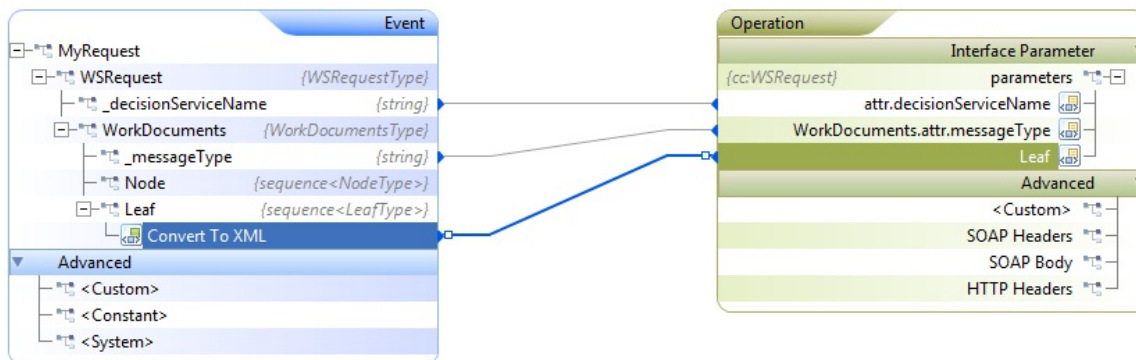 Event
MyRequest
WSRequest {WSRequestType}
_decisionServiceName {string}
WorkDocuments {WorkDocumentsType}
_messageType {string}
Node {sequence<NodeType>}
Leaf {sequence<LeafType>}
Convert To XML
Advanced
<Custom>
<Constant>
<System>
Operation
Interface Parameter
{cc:WSRequest} parameters
attr.decisionServiceName
WorkDocuments.attr.messageType
Leaf
Advanced
<Custom>
SOAP Headers
SOAP Body
HTTP Headers